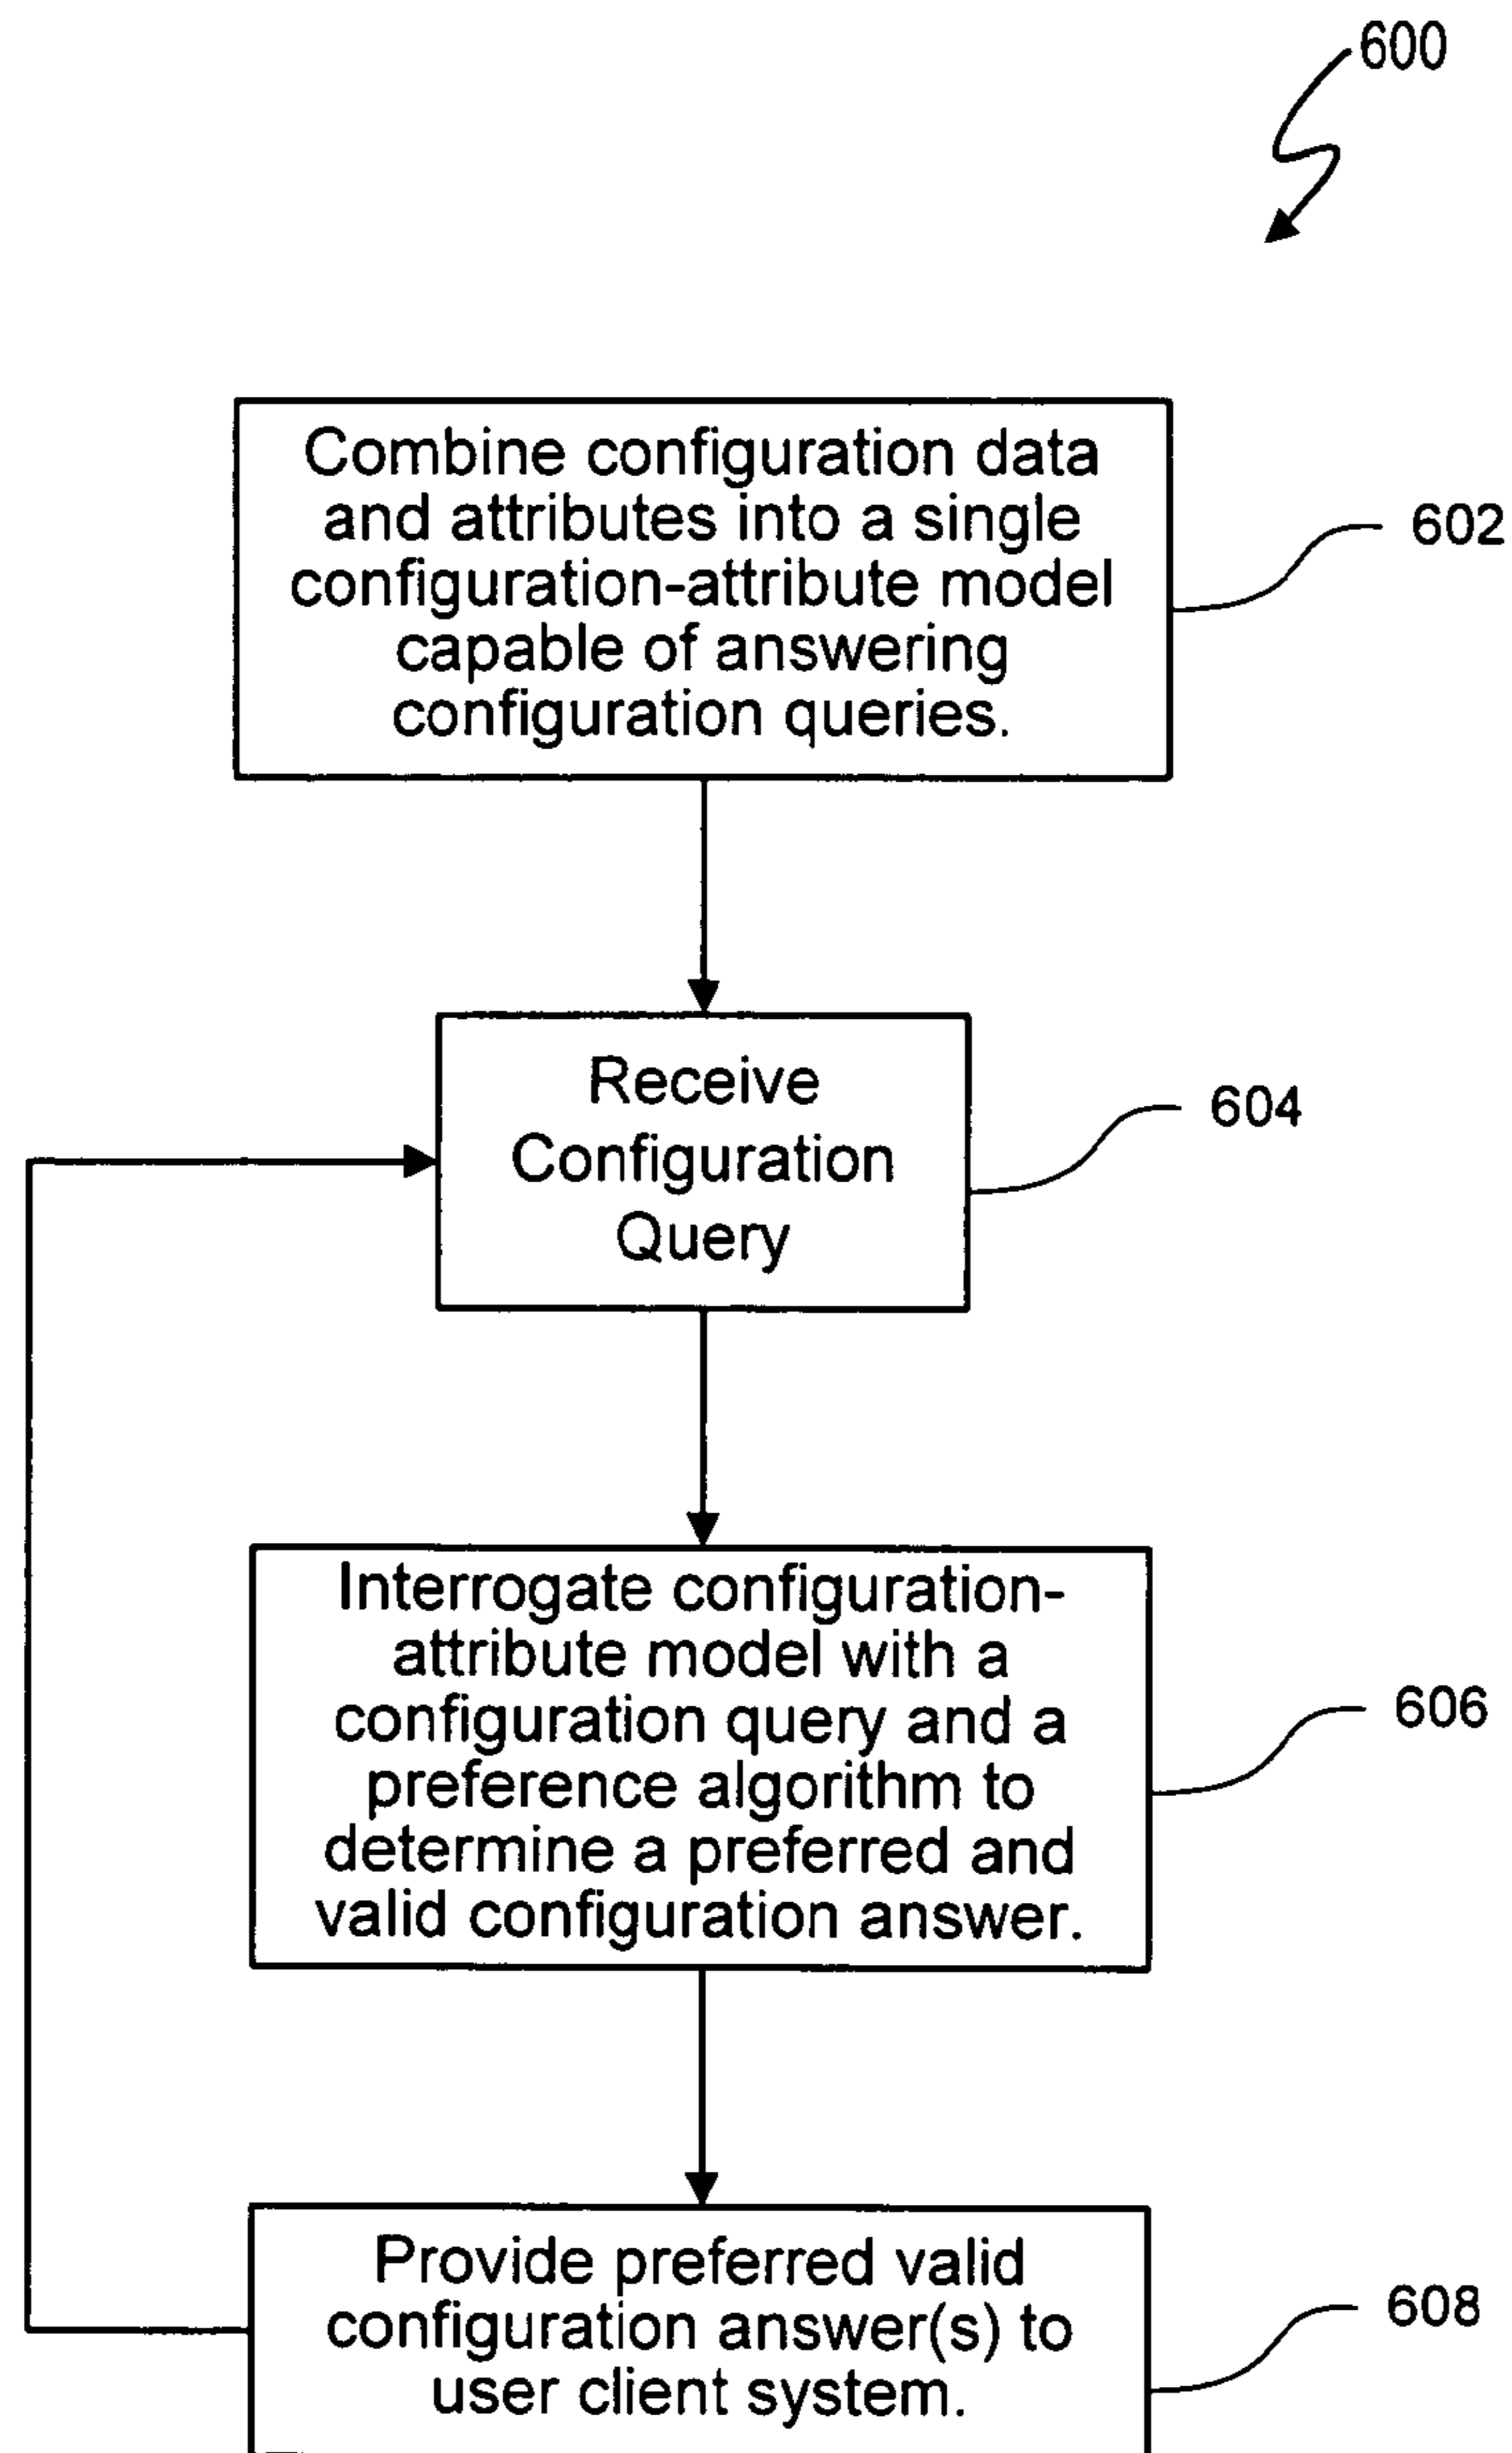 600
Combine configuration data
and attributes into a single
configuration-attribute model
capable of answering
configuration queries.
602
Receive
Configuration
Query
604
Interrogate configuration-
attribute model with a
configuration query and a
preference algorithm to
determine a preferred and
valid configuration answer.
606
Provide preferred valid
configuration answer(s) to
user client system.
608